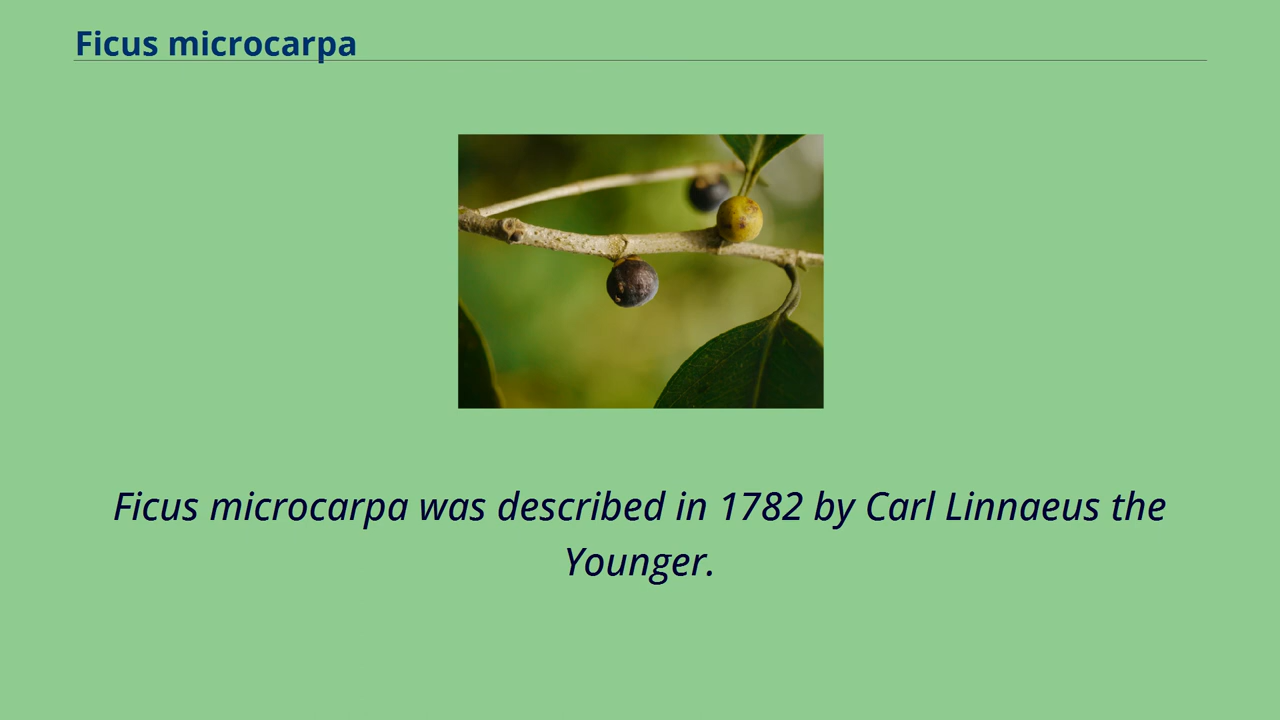 Ficus microcarpa
Ficus microcarpa was described in 1782 by Carl Linnaeus the
Younger.